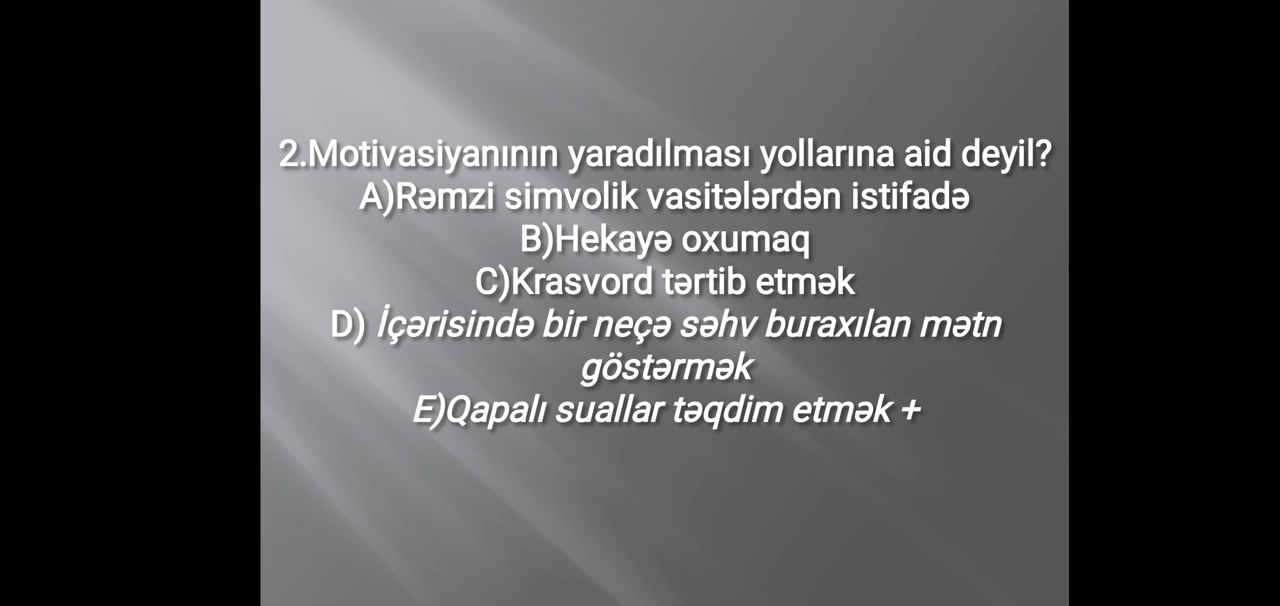 2.Motivasiyanının yaradılması yollarına aid deyil?
A)Rəmzi simvolik vasitələrdən istifadə
B)Hekayə oxumaq
C)Krasvord tərtib etmək
D) İçərisində bir neçə səhv buraxılan mətn
göstərmək
E)Qapalı suallar təqdim etmək +